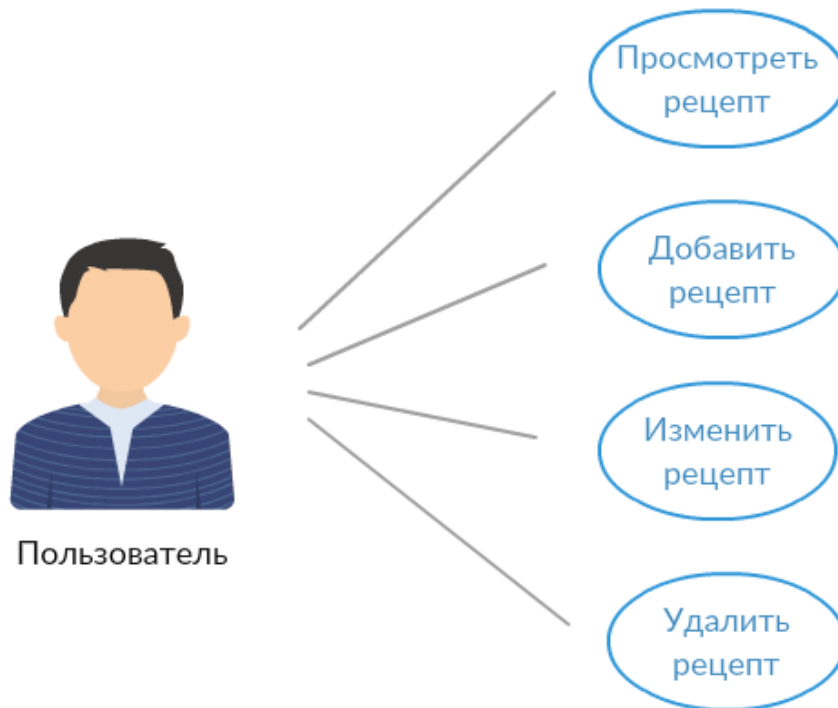 Просмотреть
рецепт
Добавить
рецепт
Изменить
рецепт
Удалить
рецепт
Пользователь